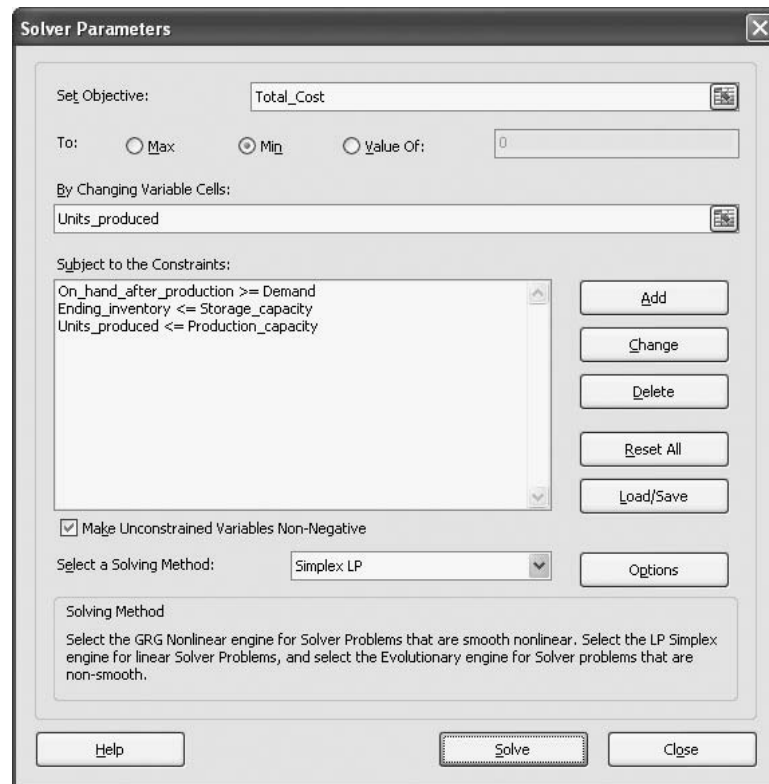 Solver Parameters
Set Objective:
Total_Cost
To:
Max
Min
Value Of:
0
By Changing Variable Cells:
Units_produced
Subject to the Constraints:
On_hand_after_production >= Demand
Ending_inventory <= Storage_capacity
Units_produced <= Production_capacity
Add
Change
Delete
Reset All
Load/Save
Make Unconstrained Variables Non-Negative
Select a Solving Method:
Simplex LP
Options
Solving Method
Select the GRG Nonlinear engine for Solver Problems that are smooth nonlinear. Select the LP Simplex
engine for linear Solver Problems, and select the Evolutionary engine for Solver problems that are
non-smooth.
Help
Solve
Close